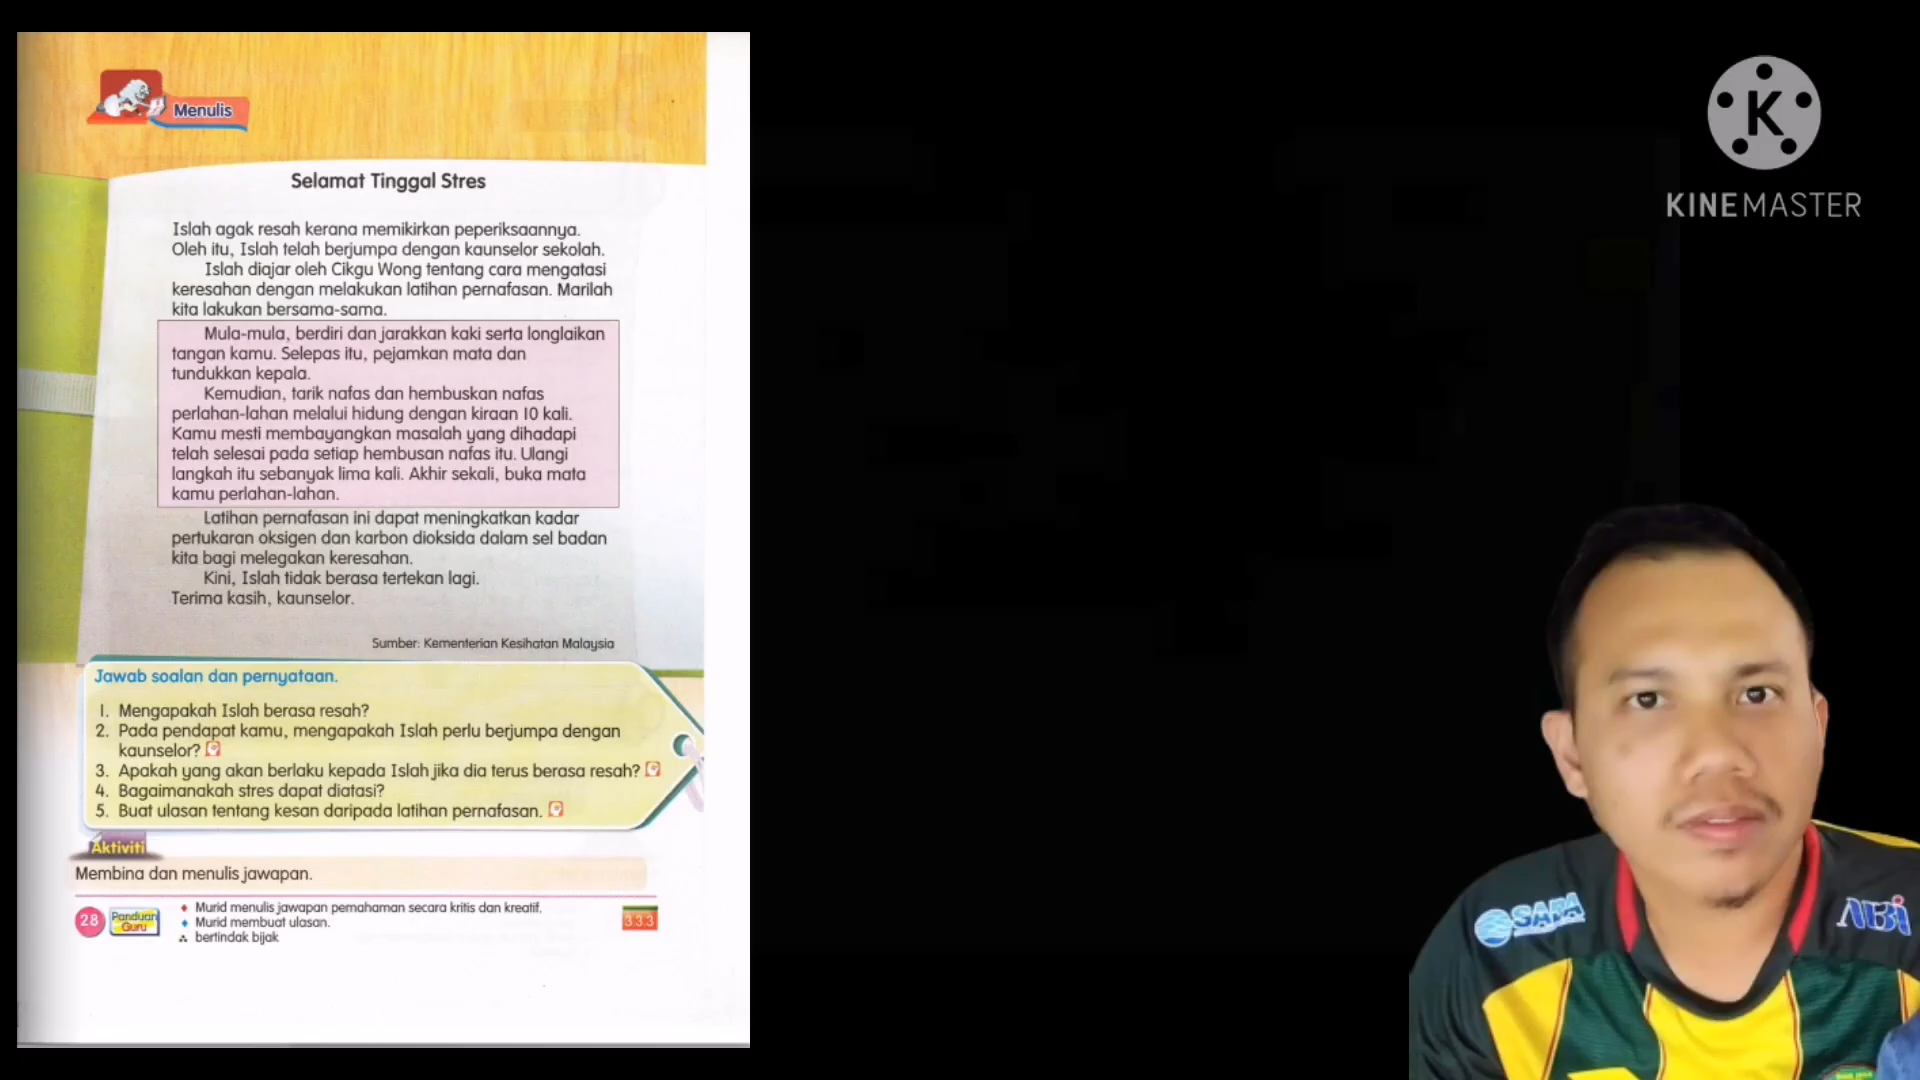 Menulis
Selamat Tinggal Stres
Islah agak resah kerana memikirkan peperiksaannya.
Oleh itu, Islah telah berjumpa dengan kaunselor sekolah.
Islah diajar oleh Cikgu Wong tentang cara mengatasi
keresahan dengan melakukan latihan pernafasan. Marilah
kita lakukan bersama-sama.
Mula-mula, berdiri dan jarakkan kaki serta longlaikan
tangan kamu. Selepas itu, pejamkan mata dan
tundukkan kepala.
Kemudian, tarik nafas dan hembuskan nafas
perlahan-lahan melalui hidung dengan kiraan 10 kali.
Kamu mesti membayangkan masalah yang dihadapi
telah selesai pada setiap hembusan nafas itu. Ulangi
langkah itu sebanyak lima kali. Akhir sekali, buka mata
kamu perlahan-lahan.
Latihan pernafasan ini dapat meningkatkan kadar
pertukaran oksigen dan karbon dioksida dalam sel badan
kita bagi melegakan keresahan.
Kini, Islah tidak berasa tertekan lagi.
Terima kasih, kaunselor.
Sumber: Kementerian Kesihatan Malaysia
Jawab soalan dan pernyataan.
1. Mengapakah Islah berasa resah?
2. Pada pendapat kamu, mengapakah Islah perlu berjumpa dengan
kaunselor?
3. Apakah yang akan berlaku kepada Islah jika dia terus berasa resah?
4. Bagaimanakah stres dapat diatasi?
5. Buat ulasan tentang kesan daripada latihan pernafasan.
Aktiviti
Membina dan menulis jawapan.
28
Panduan
Guru
Murid menulis jawapan pemahaman secara kritis dan kreatif.
Murid membuat ulasan.
bertindak bijak
3.3.3
K
KINEMASTER
SAPA
ABi